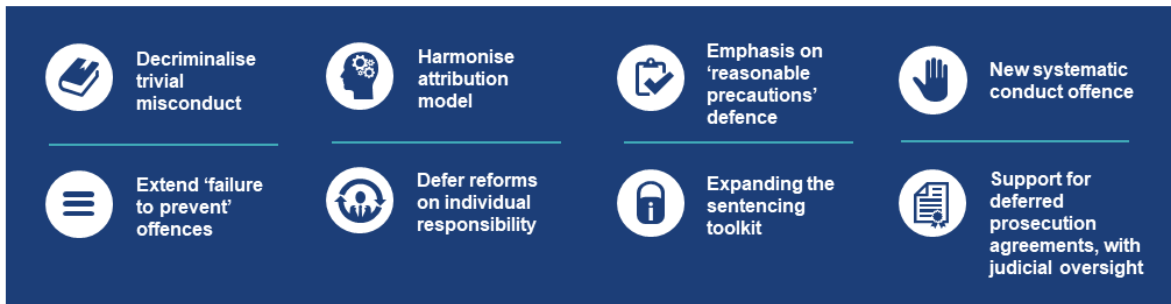 Decriminalise
trivial
misconduct
Harmonise
attribution
model
Emphasis on
‘reasonable
precautions’
defence
New systematic
conduct offence
Extend ‘failure
to prevent’
offences
Defer reforms
on individual
responsibility
Expanding the
sentencing
toolkit
Support for
deferred
prosecution
agreements, with
judicial oversight